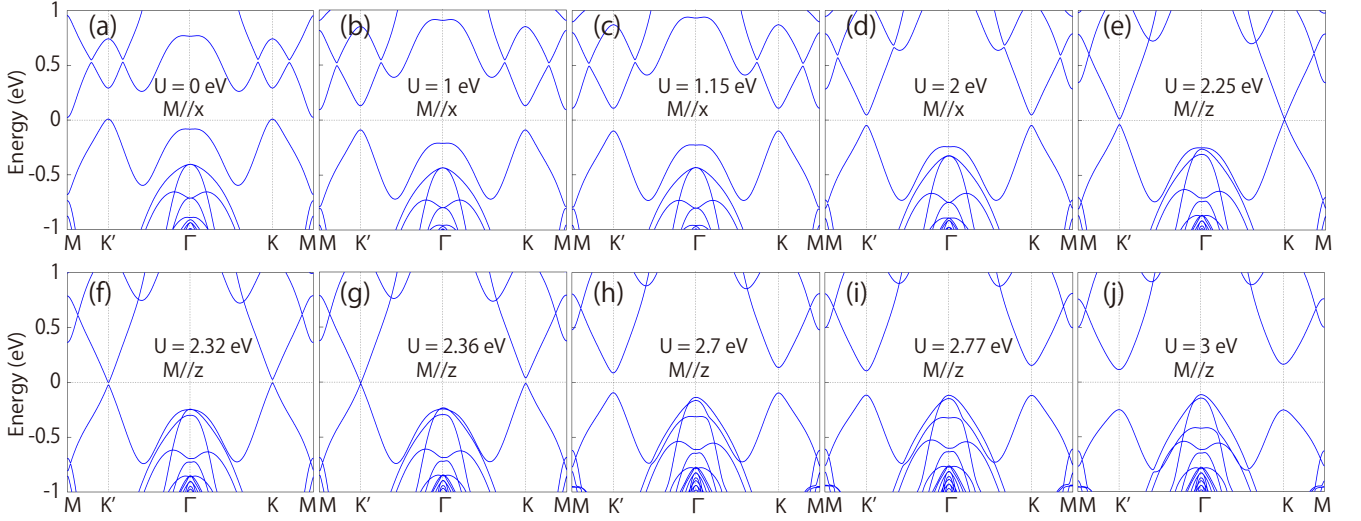 (a) (b) (c) (d) (e)
1 0.5 0 -0.5 -1
Energy (eV)
U = 0 eV U = 1 eV U = 1.15 eV U = 2 eV U = 2.25 eV
M//x M//x M//x M//x M//z
M K′ Γ K M K′ Γ K M K′ Γ K M K′ Γ K M K′ Γ K M
(f) (g) (h) (i) (j)
1 0.5 0 -0.5 -1
Energy (eV)
U = 2.32 eV U = 2.36 eV U = 2.7 eV U = 2.77 eV U = 3 eV
M//z M//z M//z M//z M//z
M K′ Γ K M K′ Γ K M K′ Γ K M K′ Γ K M K′ Γ K M